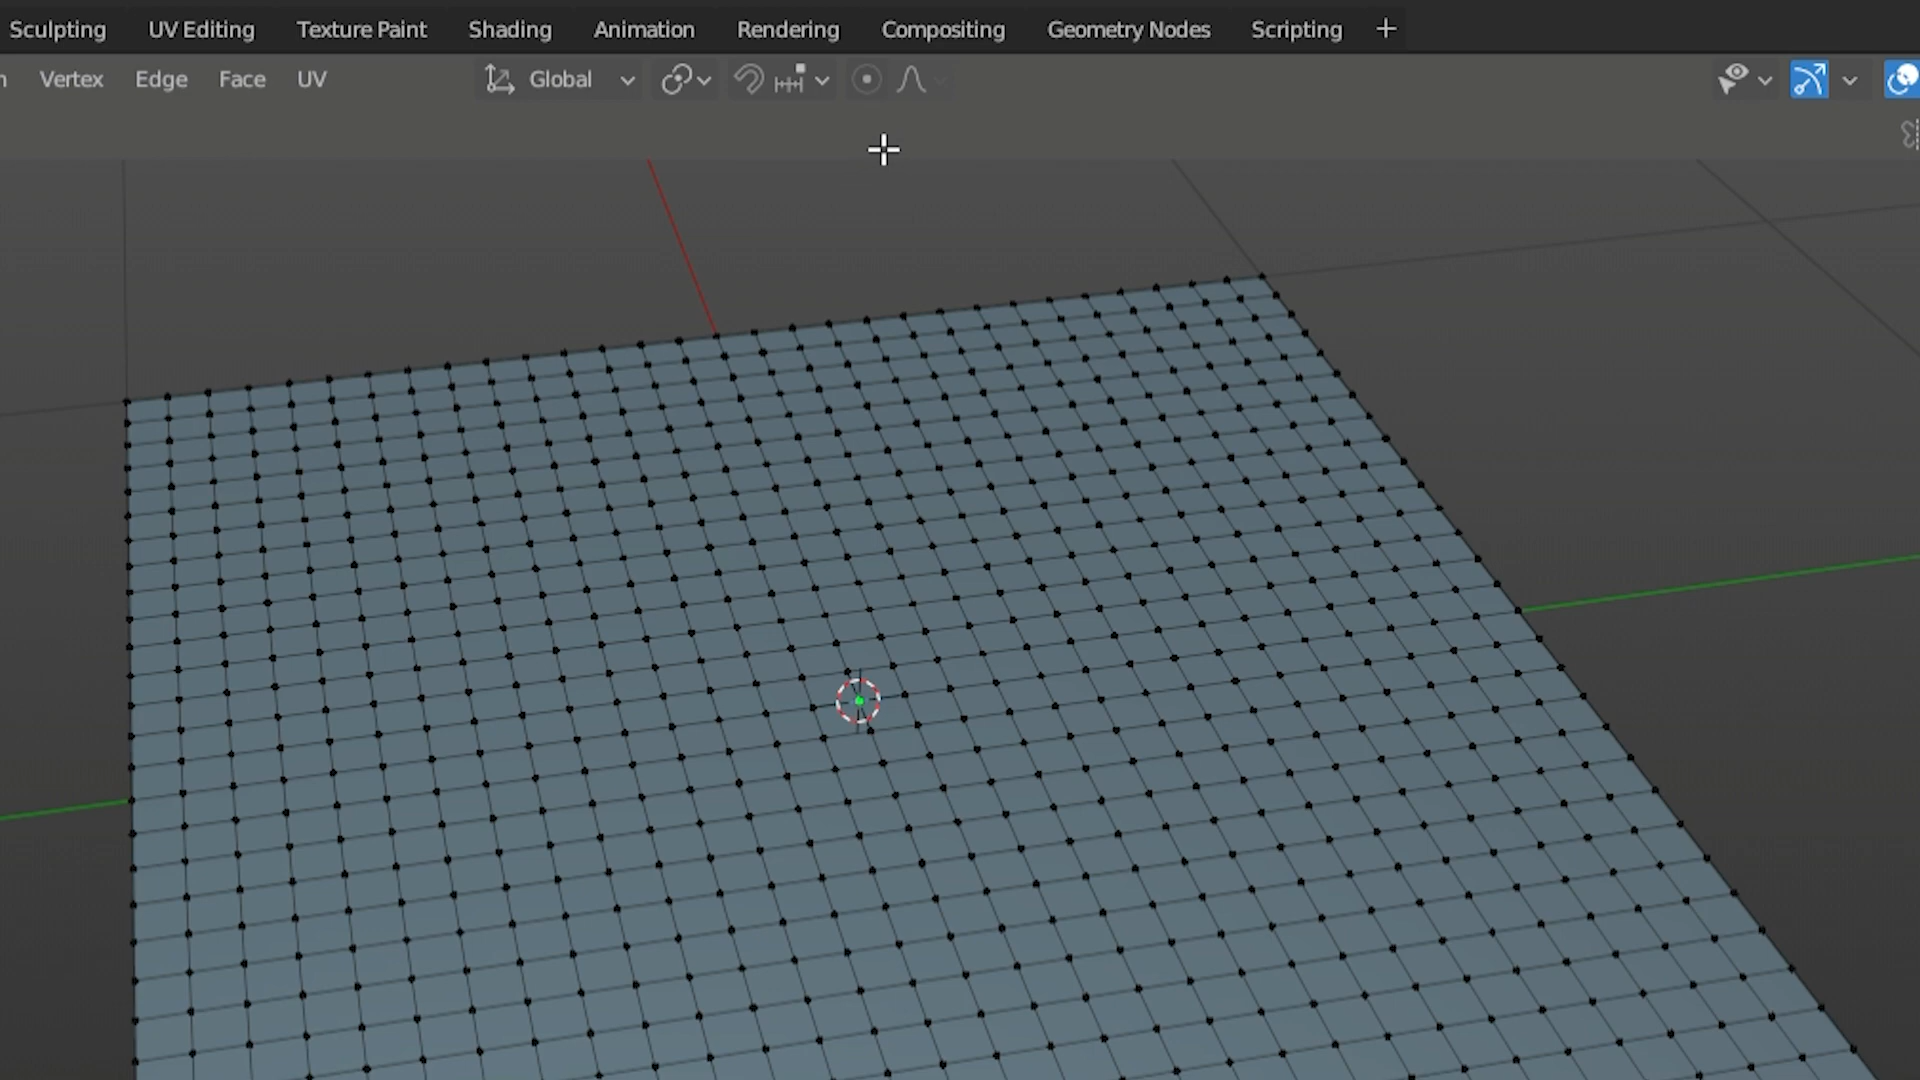 Sculpting UV Editing Texture Paint Shading Animation Rendering Compositing Geometry Nodes Scripting +
Vertex Edge Face UV Global